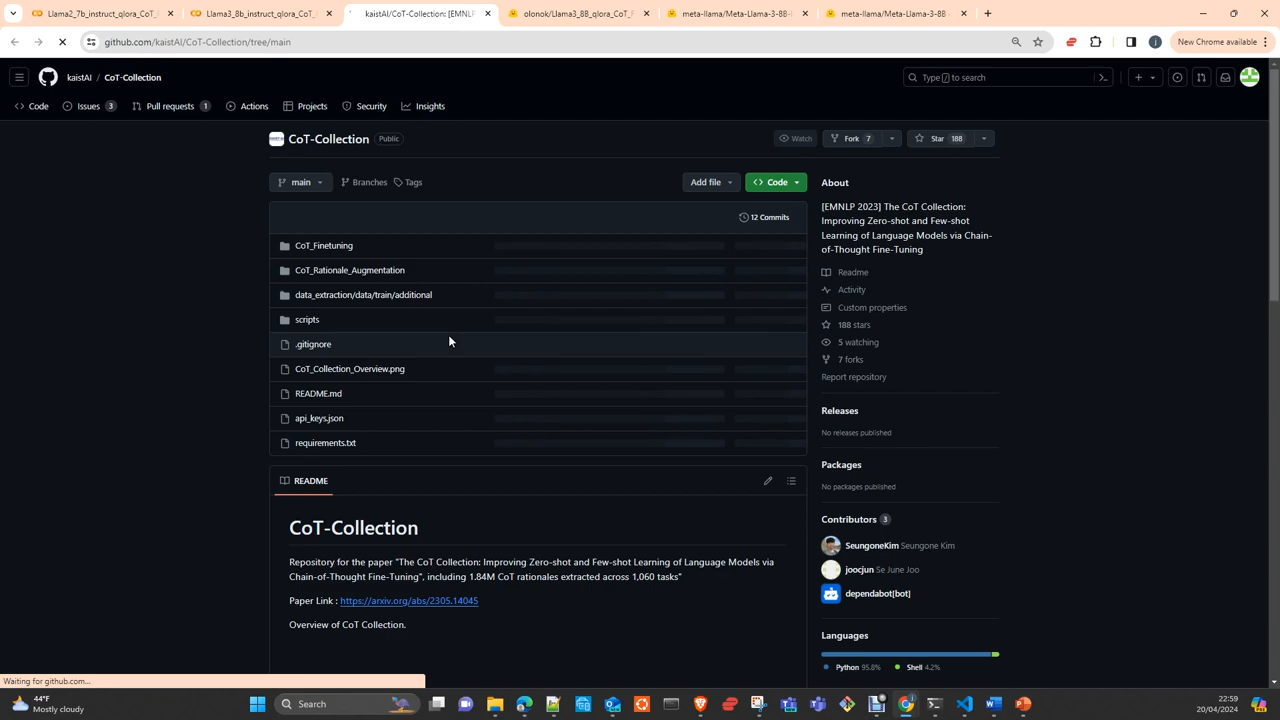 Llama2_7b_instruct_qlora_CoT_
Llama3_8b_instruct_qlora_CoT_F
kaistAI/CoT-Collection: [EMNLP
olonok/Llama3_8B_qlora_CoT_F
meta-llama/Meta-Llama-3-8B-I
meta-llama/Meta-Llama-3-8B
github.com/kaistAI/CoT-Collection/tree/main
New Chrome available
kaistAI / CoT-Collection
Type / to search
Code
Issues 3
Pull requests 1
Actions
Projects
Security
Insights
CoT-Collection Public
Watch
Fork 7
Star 188
main
Branches
Tags
Add file
Code
12 Commits
CoT_Finetuning
CoT_Rationale_Augmentation
data_extraction/data/train/additional
scripts
.gitignore
CoT_Collection_Overview.png
README.md
api_keys.json
requirements.txt
README
CoT-Collection
Repository for the paper "The CoT Collection: Improving Zero-shot and Few-shot Learning of Language Models via
Chain-of-Thought Fine-Tuning", including 1.84M CoT rationales extracted across 1,060 tasks"
Paper Link : https://arxiv.org/abs/2305.14045
Overview of CoT Collection.
About
[EMNLP 2023] The CoT Collection:
Improving Zero-shot and Few-shot
Learning of Language Models via Chain-
of-Thought Fine-Tuning
Readme
Activity
Custom properties
188 stars
5 watching
7 forks
Report repository
Releases
No releases published
Packages
No packages published
Contributors 3
SeungoneKim Seungone Kim
joocjun Se June Joo
dependabot[bot]
Languages
Python 95.8%
Shell 4.2%
Waiting for github.com...
44°F
Mostly cloudy
Search
22:59
20/04/2024